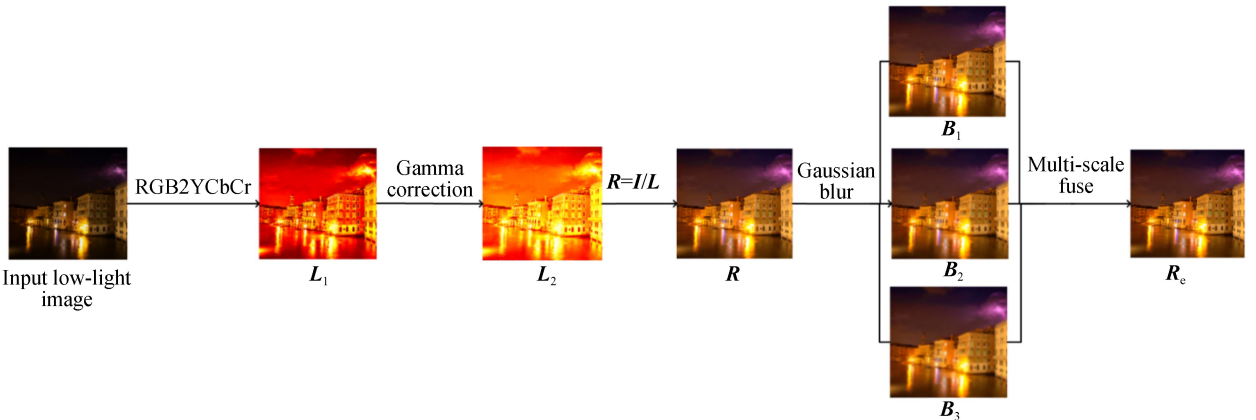 Input low-light
image
RGB2YCbCr
L₁
Gamma
correction
L₂
R=I/L
R
Gaussian
blur
B₁
B₂
B₃
Multi-scale
fuse
Rₑ